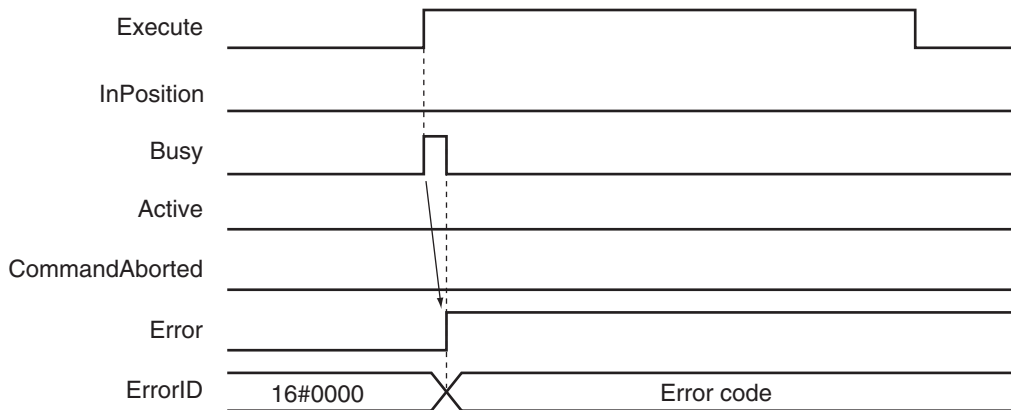 Execute
InPosition
Busy
Active
CommandAborted
Error
ErrorID 16#0000 Error code